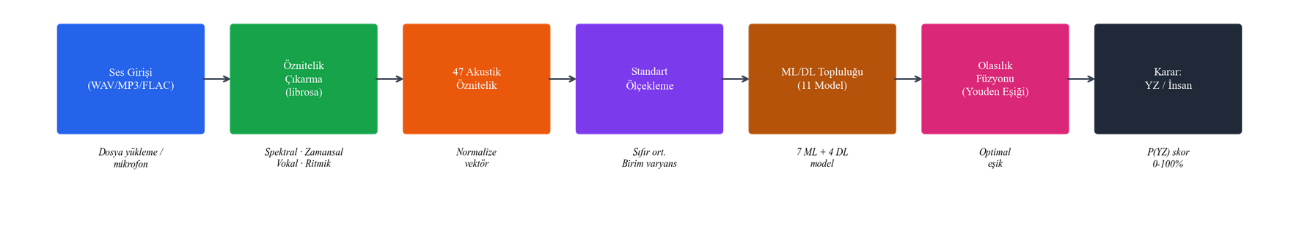 Ses Girişi
(WAV/MP3/FLAC)
Dosya yükleme /
mikrofon
Öznitelik
Çıkarma
(librosa)
Spektral · Zamansal
Vokal · Ritmik
47 Akustik
Öznitelik
Normalize
vektör
Standart
Ölçekleme
Sıfır ort.
Birim varyans
ML/DL Topluluğu
(11 Model)
7 ML + 4 DL
model
Olasılık
Füzyonu
(Youden Eşiği)
Optimal
eşik
Karar:
YZ / İnsan
P(YZ) skor
0-100%